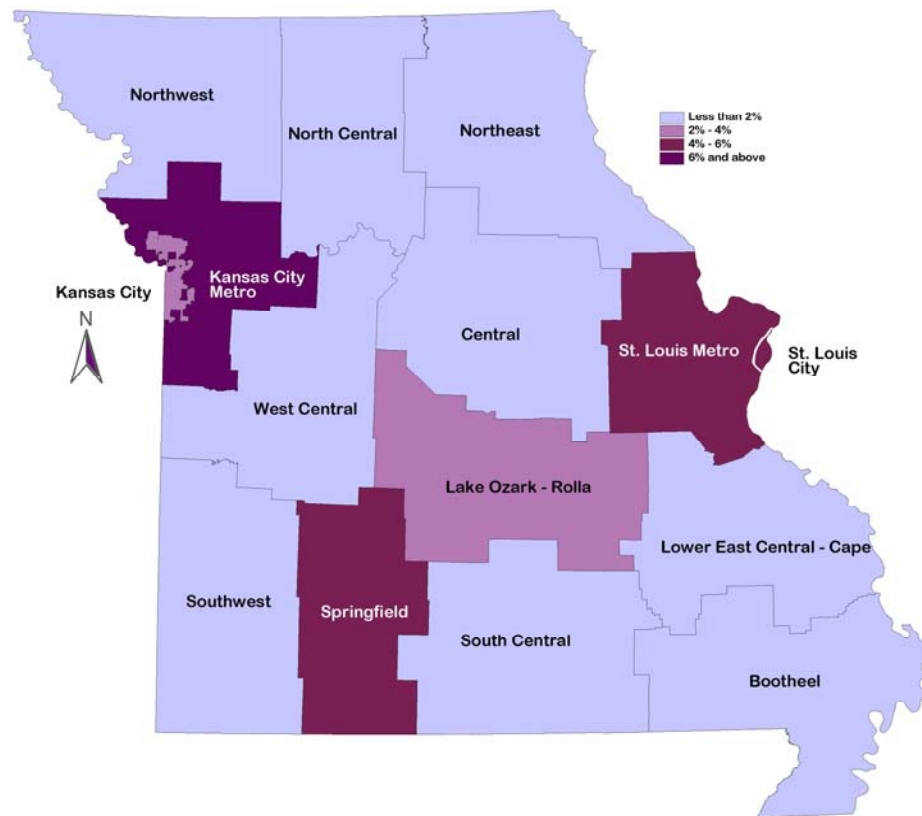 Northwest
North Central
Northeast
Less than 2%
2% - 4%
4% - 6%
6% and above
Kansas City
Metro
Kansas City
N
Central
St. Louis Metro
St. Louis
City
West Central
Lake Ozark - Rolla
Lower East Central - Cape
Southwest
Springfield
South Central
Bootheel